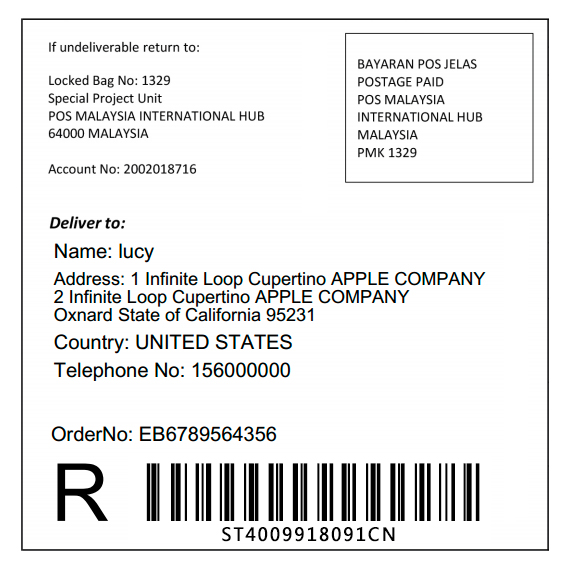 If undeliverable return to:
Locked Bag No: 1329
Special Project Unit
POS MALAYSIA INTERNATIONAL HUB
64000 MALAYSIA
Account No: 2002018716
BAYARAN POS JELAS
POSTAGE PAID
POS MALAYSIA
INTERNATIONAL HUB
MALAYSIA
PMK 1329
Deliver to:
Name: lucy
Address: 1 Infinite Loop Cupertino APPLE COMPANY
2 Infinite Loop Cupertino APPLE COMPANY
Oxnard State of California 95231
Country: UNITED STATES
Telephone No: 156000000
OrderNo: EB6789564356
R
ST4009918091CN